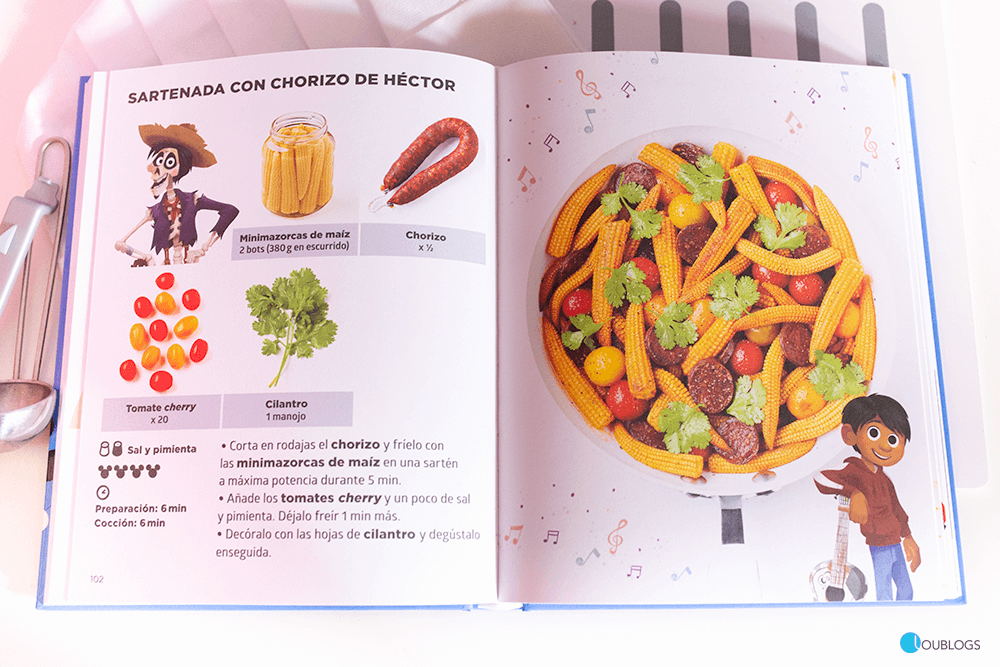 SARTENADA CON CHORIZO DE HÉCTOR
Minimazorcas de maíz
2 bots (380 g en escurrido)
Chorizo
x ½
Tomate cherry
x 20
Cilantro
1 manojo
Sal y pimienta
Preparación: 6 min
Cocción: 6 min
• Corta en rodajas el chorizo y fríelo con
las minimazorcas de maíz en una sartén
a máxima potencia durante 5 min.
• Añade los tomates cherry y un poco de sal
y pimienta. Déjalo freír 1 min más.
• Decóralo con las hojas de cilantro y degústalo
enseguida.
102
LOUBLOGS